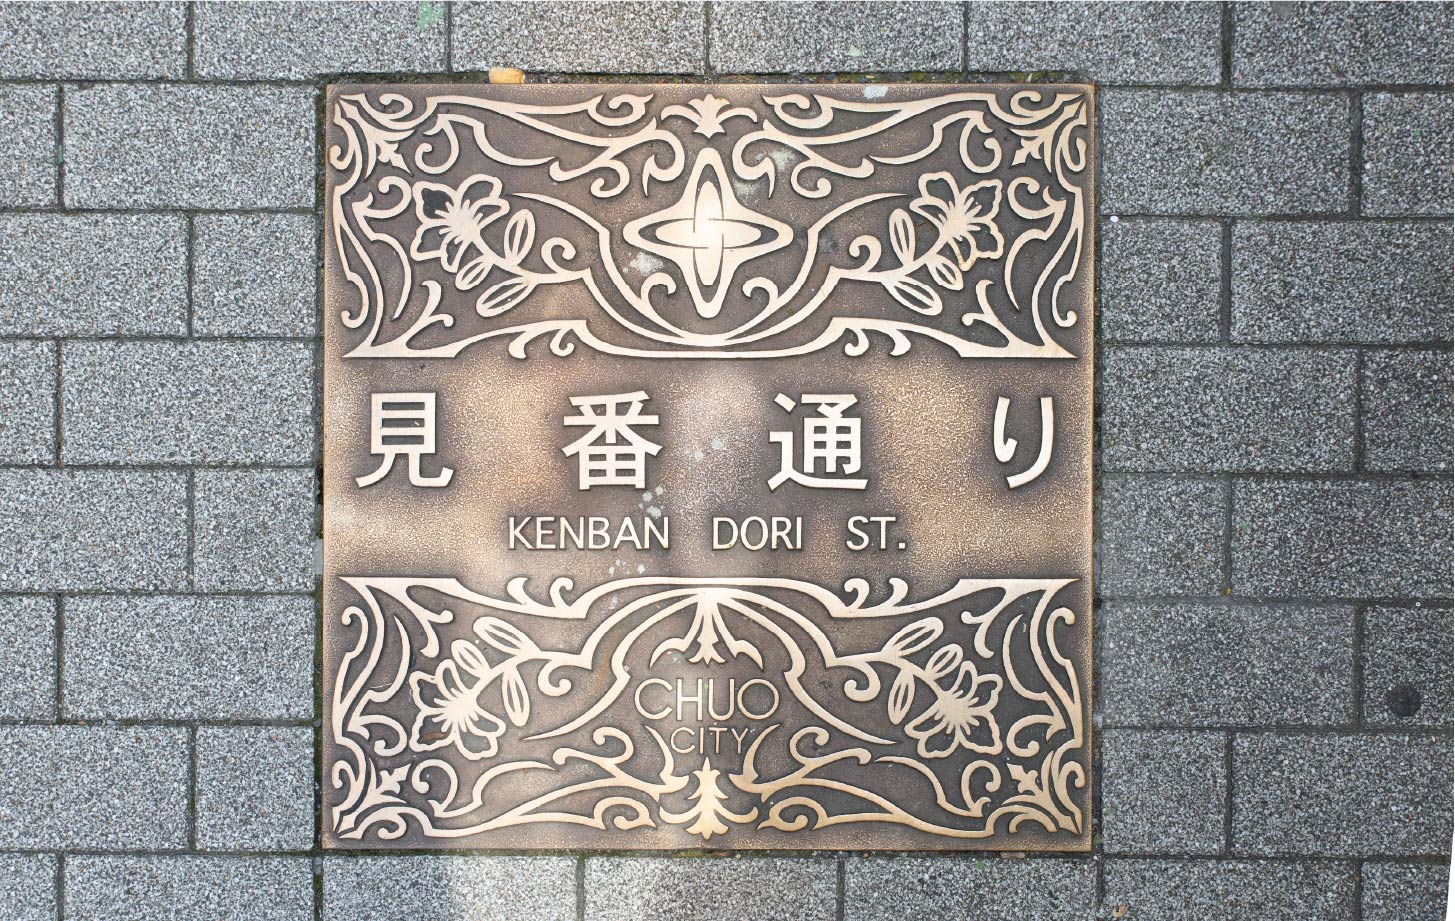 見番通り
KENBAN DORI ST.
CHUO
CITY